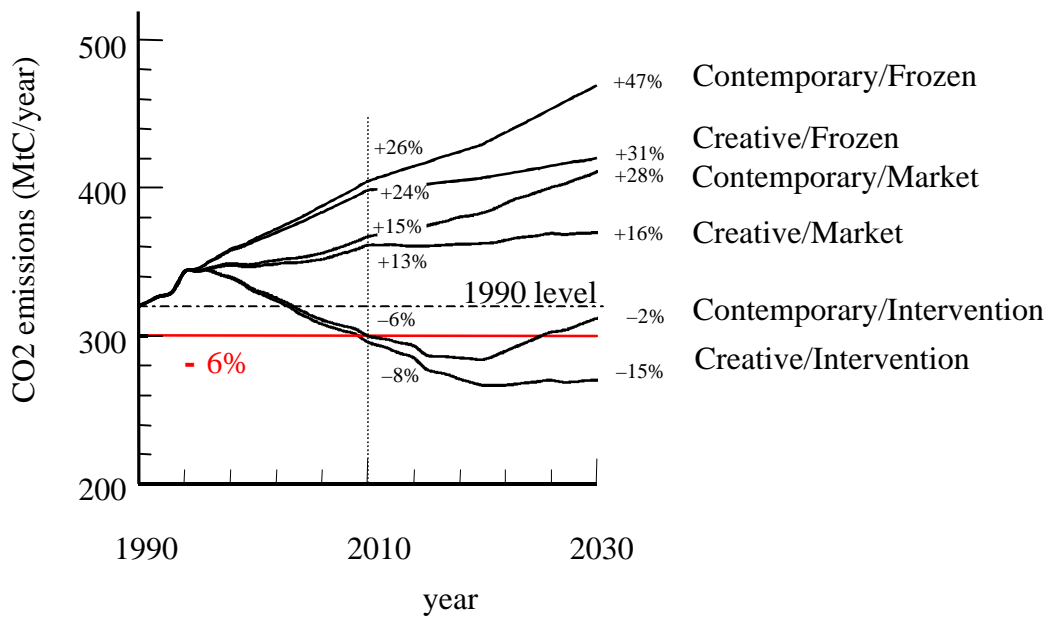 CO2 emissions (MtC/year)
500
400
300
200
+47%
Contemporary/Frozen
+26%
Creative/Frozen
+31%
+24%
+28%
Contemporary/Market
+15%
+16%
Creative/Market
+13%
1990 level
Contemporary/Intervention
–6%
–2%
- 6%
–8%
–15%
Creative/Intervention
1990
2010
2030
year